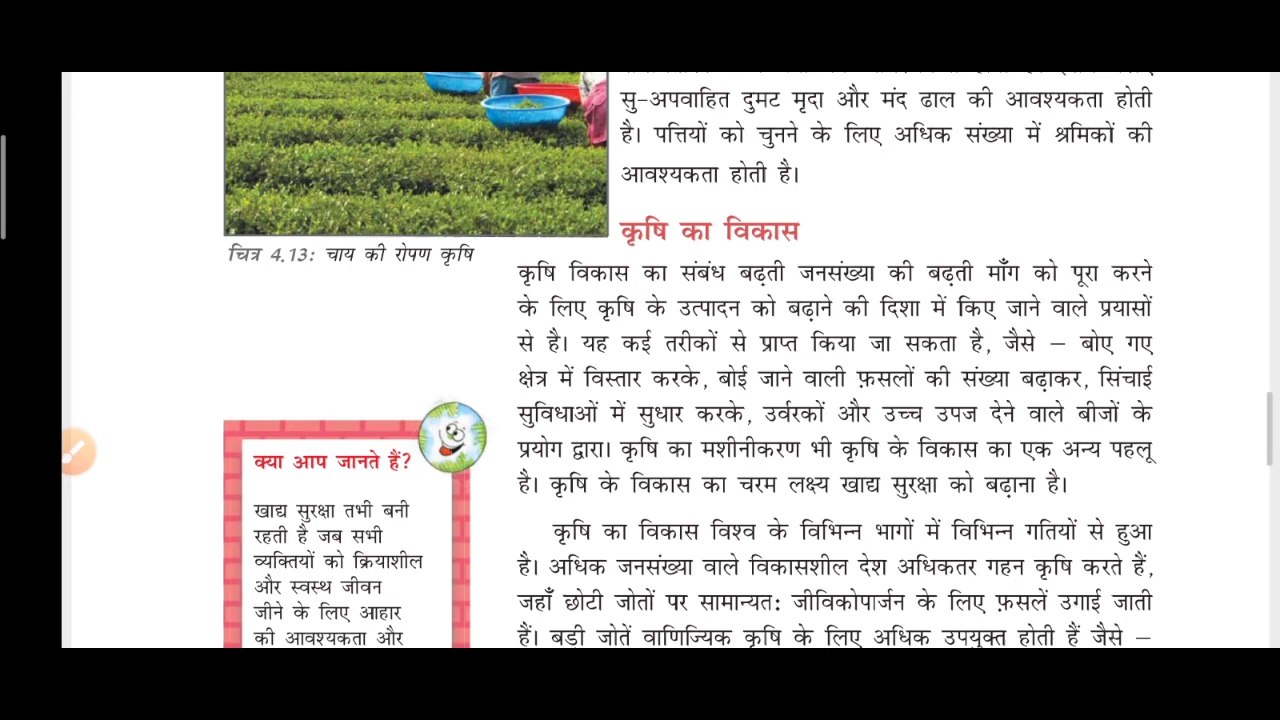 सु-अपवाहित दुमट मृदा और मंद ढाल की आवश्यकता होती
है। पत्तियों को चुनने के लिए अधिक संख्या में श्रमिकों की
आवश्यकता होती है।
कृषि का विकास
चित्र 4.13: चाय की रोपण कृषि
कृषि विकास का संबंध बढ़ती जनसंख्या की बढ़ती माँग को पूरा करने
के लिए कृषि के उत्पादन को बढ़ाने की दिशा में किए जाने वाले प्रयासों
से है। यह कई तरीकों से प्राप्त किया जा सकता है, जैसे – बोए गए
क्षेत्र में विस्तार करके, बोई जाने वाली फ़सलों की संख्या बढ़ाकर, सिंचाई
सुविधाओं में सुधार करके, उर्वरकों और उच्च उपज देने वाले बीजों के
प्रयोग द्वारा। कृषि का मशीनीकरण भी कृषि के विकास का एक अन्य पहलू
है। कृषि के विकास का चरम लक्ष्य खाद्य सुरक्षा को बढ़ाना है।
कृषि का विकास विश्व के विभिन्न भागों में विभिन्न गतियों से हुआ
है। अधिक जनसंख्या वाले विकासशील देश अधिकतर गहन कृषि करते हैं,
जहाँ छोटी जोतों पर सामान्यत: जीविकोपार्जन के लिए फ़सलें उगाई जाती
हैं। बड़ी जोतें वाणिज्यिक कृषि के लिए अधिक उपयुक्त होती हैं जैसे –
क्या आप जानते हैं?
खाद्य सुरक्षा तभी बनी
रहती है जब सभी
व्यक्तियों को क्रियाशील
और स्वस्थ जीवन
जीने के लिए आहार
की आवश्यकता और